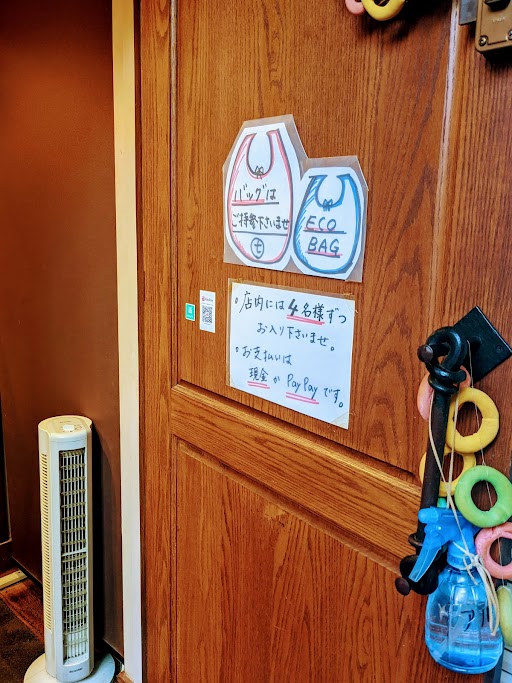 バッグは
ご持参下さいませ
㊆
ECO
BAG
○店内には4名様ずつ
お入り下さいませ。
○お支払いは
現金かPayPayです。